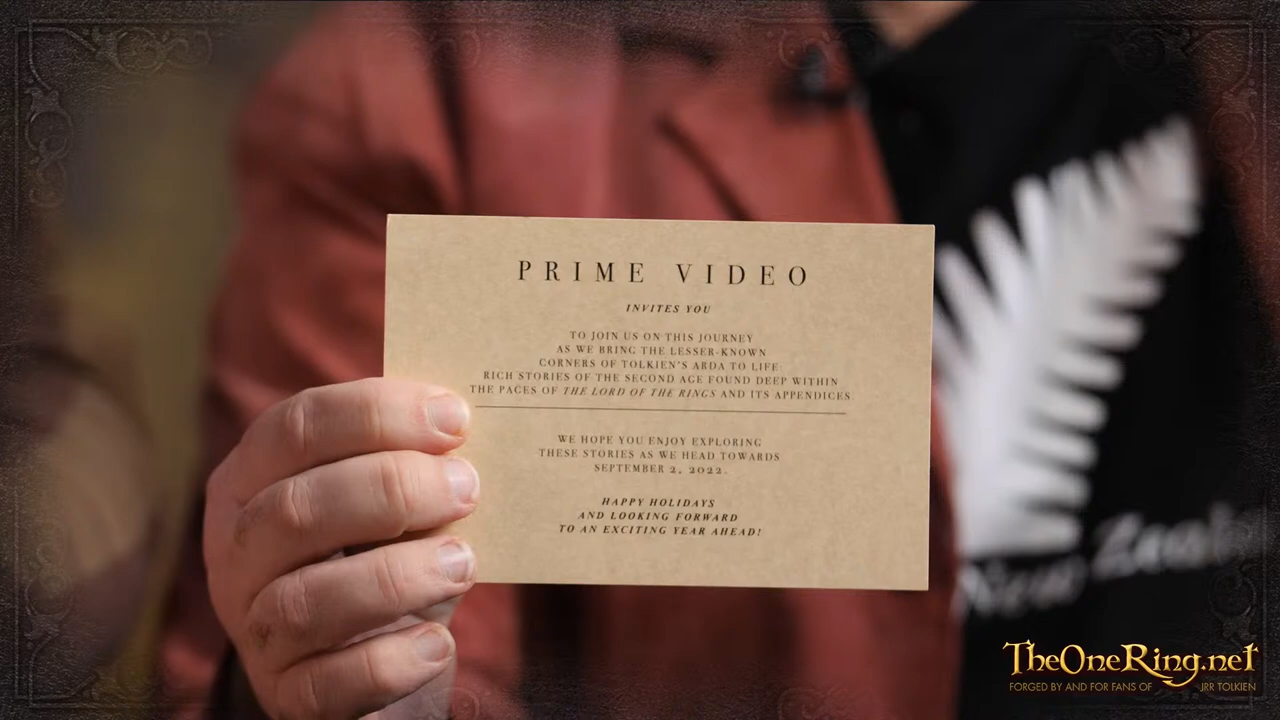 PRIME VIDEO
INVITES YOU
TO JOIN US ON THIS JOURNEY
AS WE BRING THE LESSER-KNOWN
CORNERS OF TOLKIEN'S ARDA TO LIFE:
RICH STORIES OF THE SECOND AGE FOUND DEEP WITHIN
THE PAGES OF THE LORD OF THE RINGS AND ITS APPENDICES
WE HOPE YOU ENJOY EXPLORING
THESE STORIES AS WE HEAD TOWARDS
SEPTEMBER 2, 2022.
HAPPY HOLIDAYS
AND LOOKING FORWARD
TO AN EXCITING YEAR AHEAD!
New Zeal
TheOneRing.net
FORGED BY AND FOR FANS OF JRR TOLKIEN